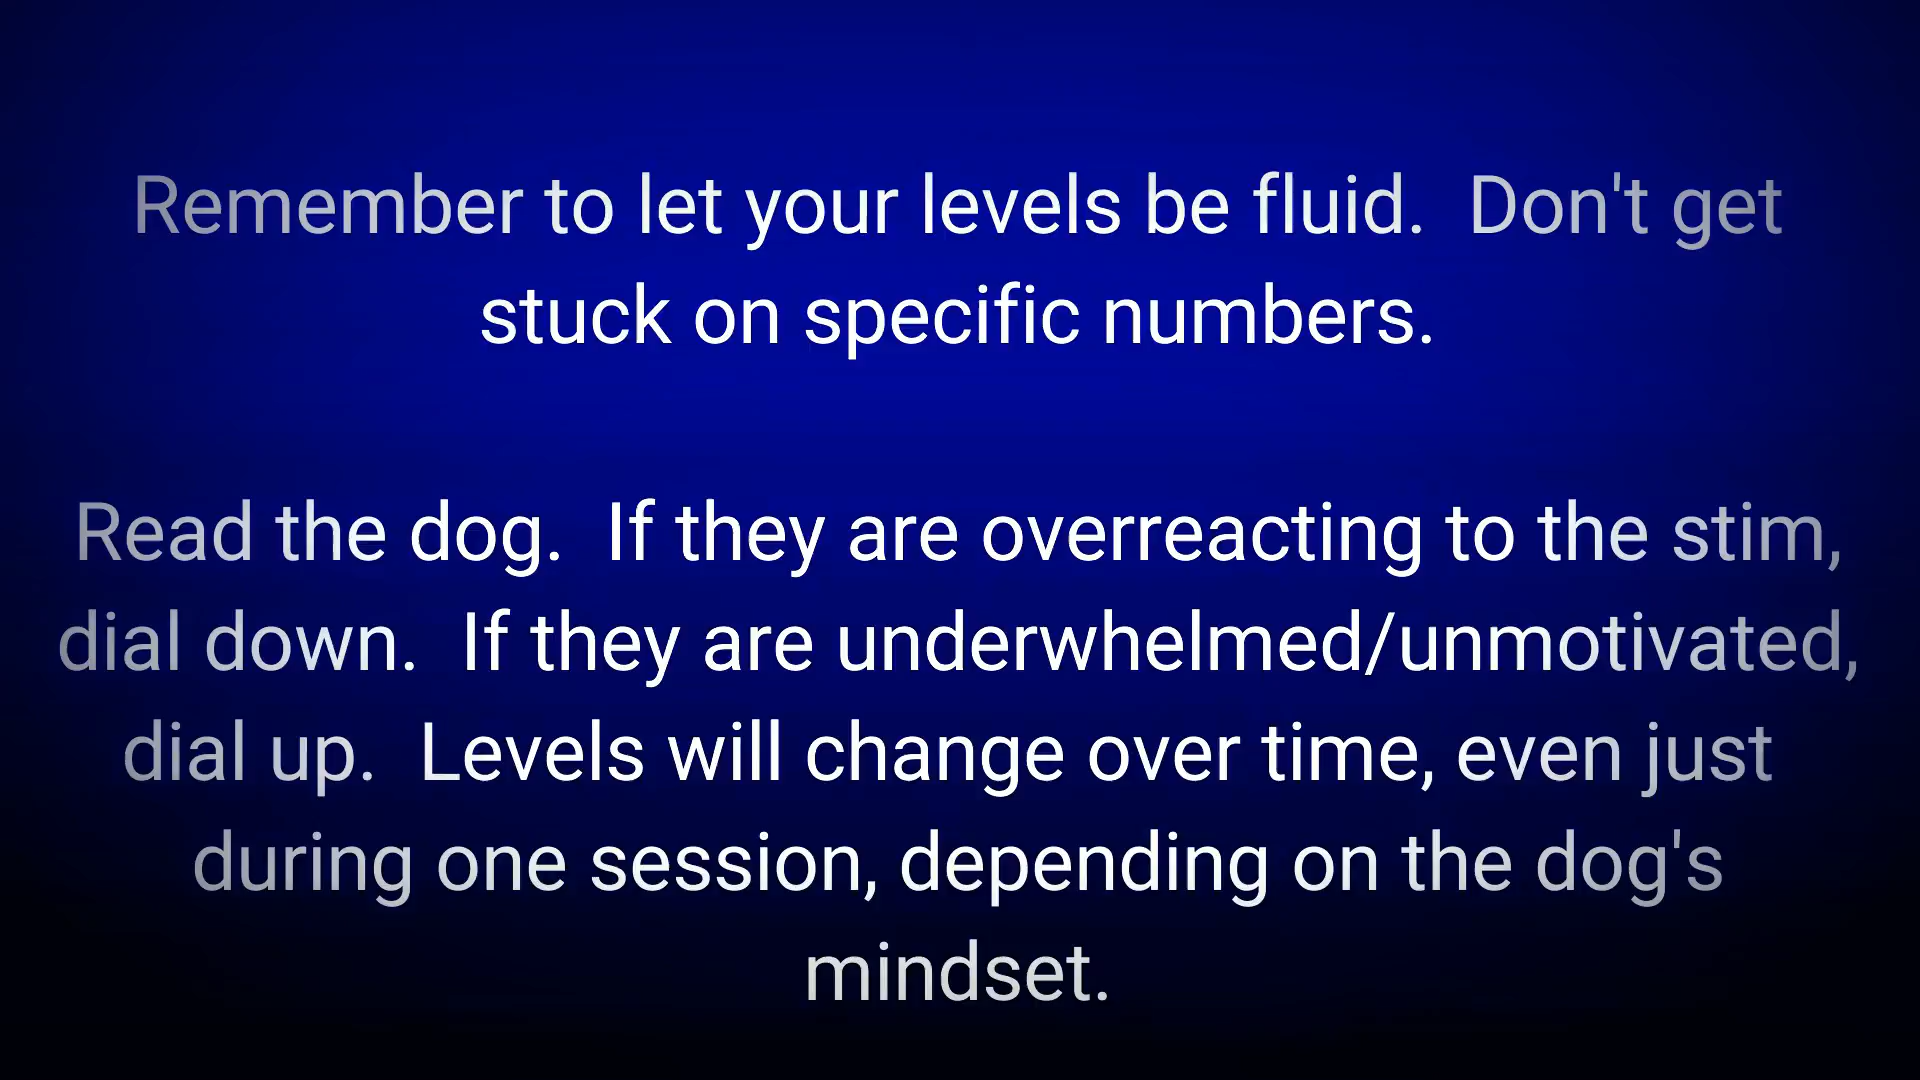 Remember to let your levels be fluid.  Don't get
stuck on specific numbers.
Read the dog.  If they are overreacting to the stim,
dial down.  If they are underwhelmed/unmotivated,
dial up.  Levels will change over time, even just
during one session, depending on the dog's
mindset.